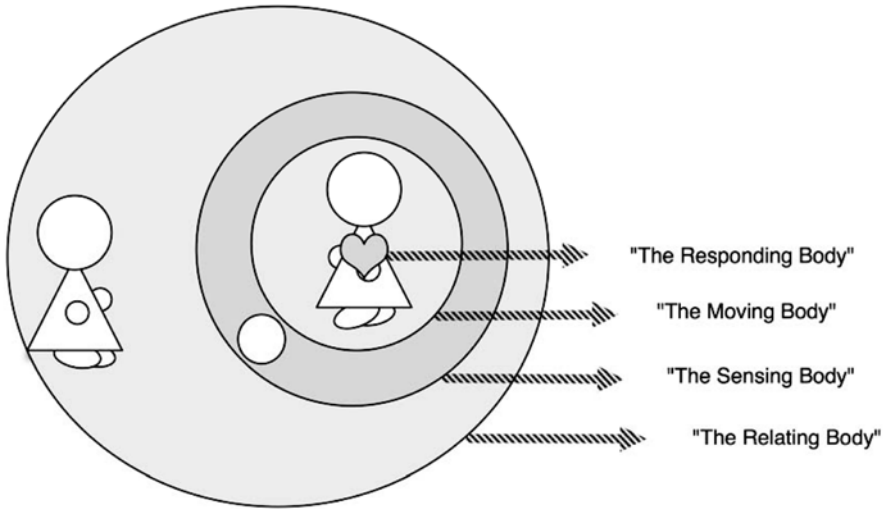 "The Responding Body"
"The Moving Body"
"The Sensing Body"
"The Relating Body"